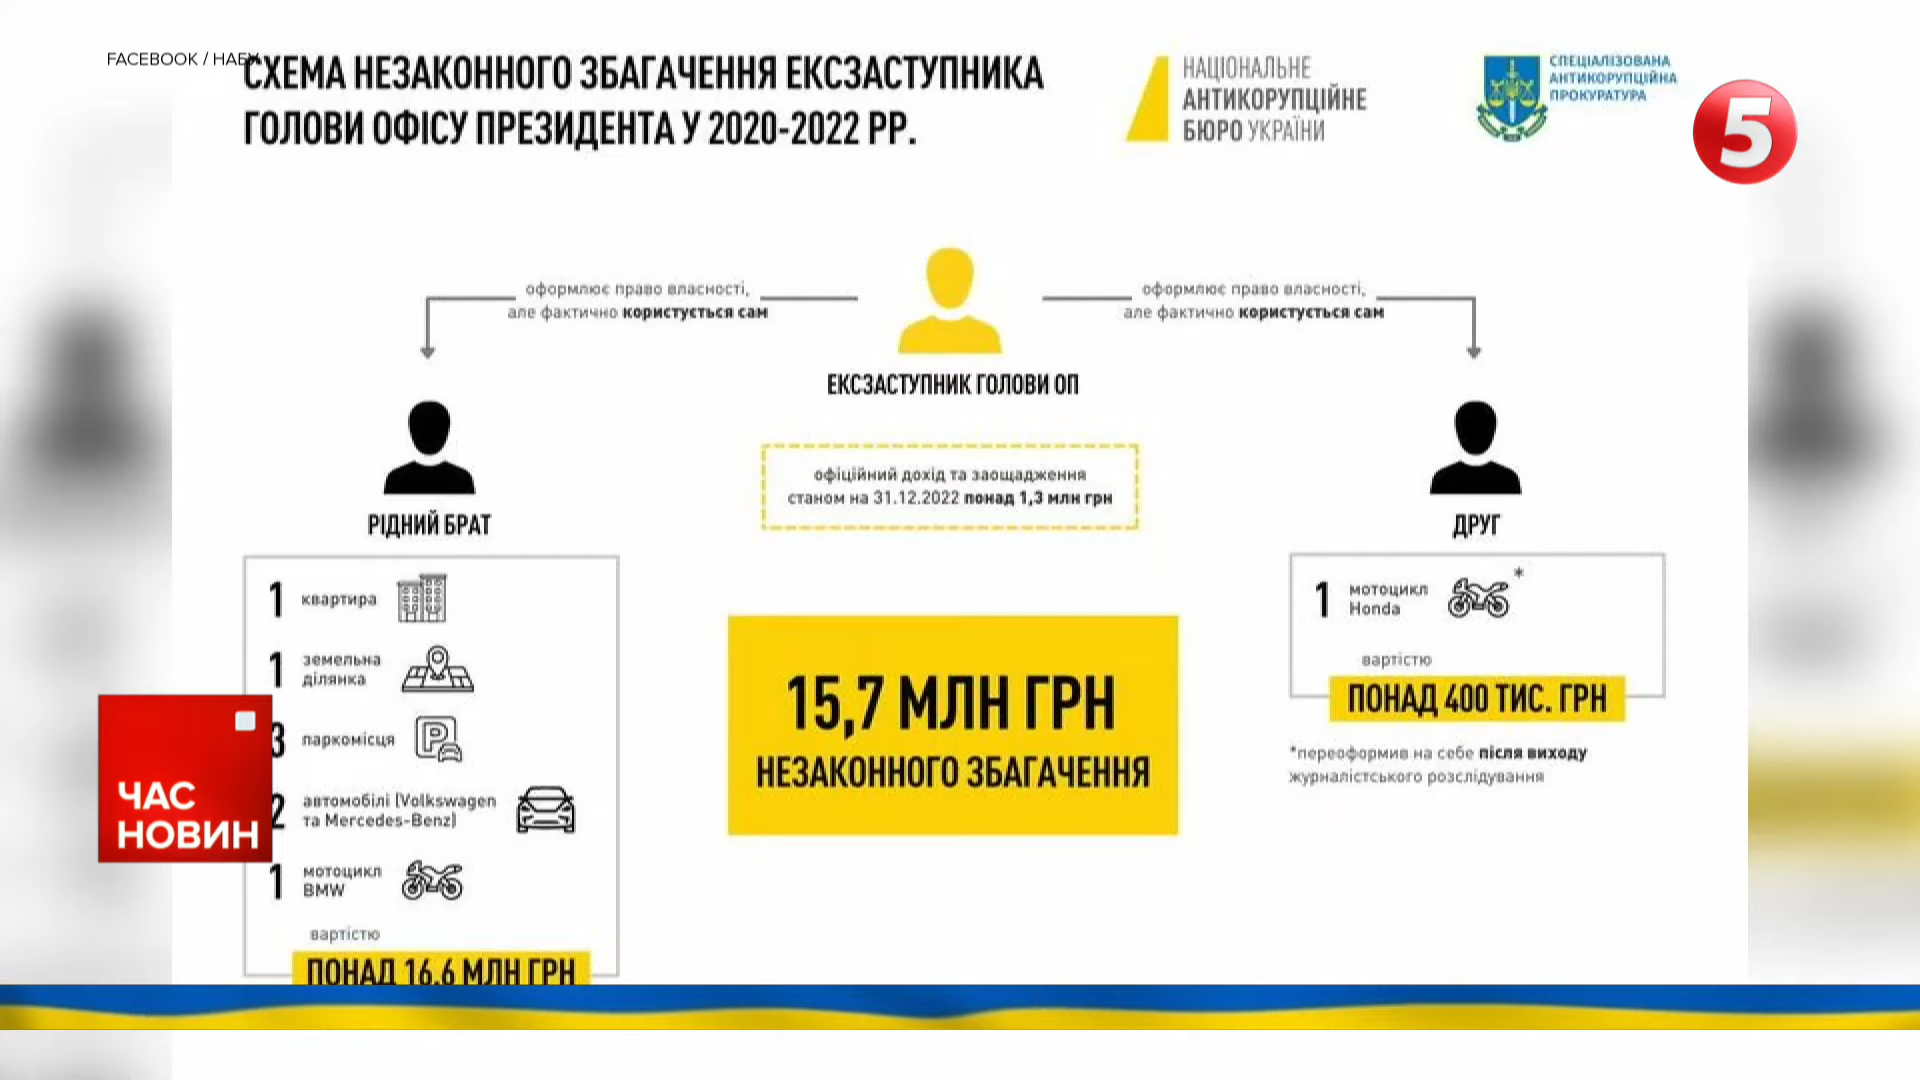 FACEBOOK / НАБУ
СХЕМА НЕЗАКОННОГО ЗБАГАЧЕННЯ ЕКСЗАСТУПНИКА
ГОЛОВИ ОФІСУ ПРЕЗИДЕНТА У 2020-2022 РР.
НАЦІОНАЛЬНЕ
АНТИКОРУПЦІЙНЕ
БЮРО УКРАЇНИ
СПЕЦІАЛІЗОВАНА
АНТИКОРУПЦІЙНА
ПРОКУРАТУРА
5
оформлює право власності,
але фактично користується сам
оформлює право власності,
але фактично користується сам
ЕКСЗАСТУПНИК ГОЛОВИ ОП
офіційний дохід та заощадження
станом на 31.12.2022 понад 1,3 млн грн
15,7 МЛН ГРН
НЕЗАКОННОГО ЗБАГАЧЕННЯ
РІДНИЙ БРАТ
1 квартира
1 земельна
ділянка
3 паркомісця
P
2 автомобілі (Volkswagen
та Mercedes-Benz)
1 мотоцикл
BMW
вартістю
ПОНАД 16,6 МЛН ГРН
ДРУГ
1 мотоцикл
Honda
*
вартістю
ПОНАД 400 ТИС. ГРН
*переоформив на себе після виходу
журналістського розслідування
ЧАС
НОВИН